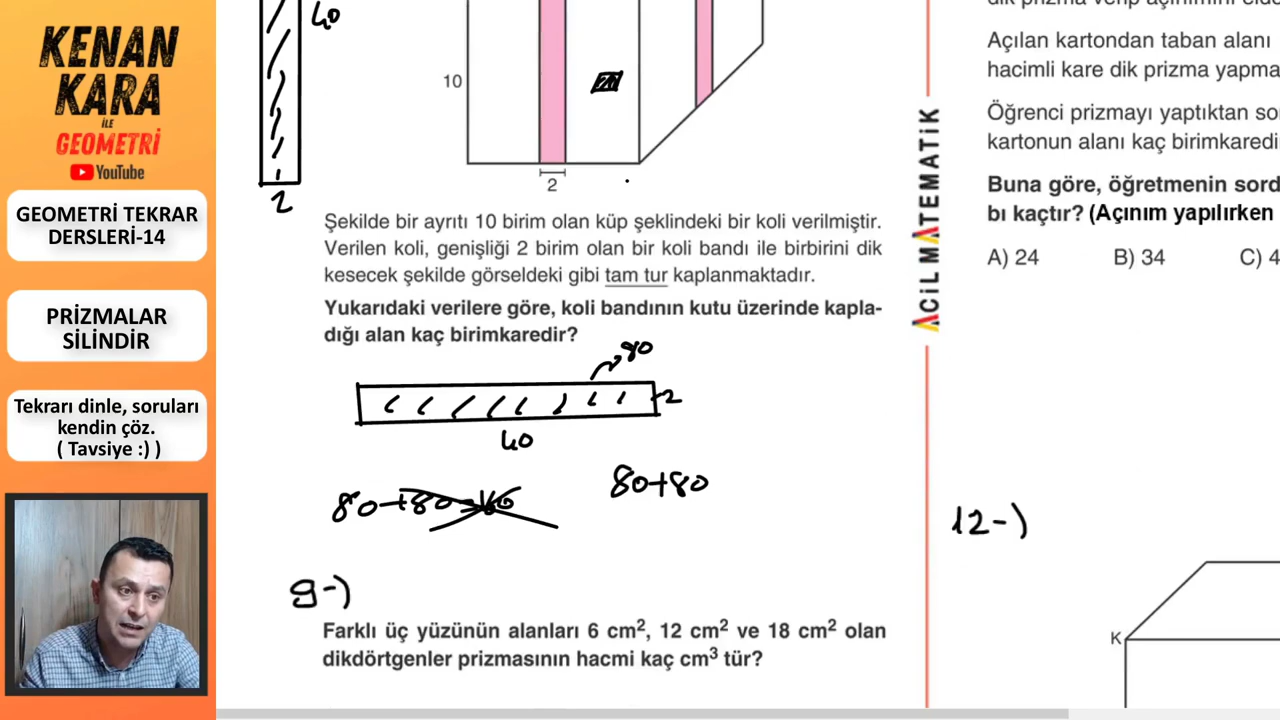 KENAN
KARA
İLE
GEOMETRİ
YouTube
GEOMETRİ TEKRAR
DERSLERİ-14
PRİZMALAR
SİLİNDİR
Tekrarı dinle, soruları
kendin çöz.
( Tavsiye :) )
40
2
10
2
Şekilde bir ayrıtı 10 birim olan küp şeklindeki bir koli verilmiştir.
Verilen koli, genişliği 2 birim olan bir koli bandı ile birbirini dik
kesecek şekilde görseldeki gibi tam tur kaplanmaktadır.
Yukarıdaki verilere göre, koli bandının kutu üzerinde kapla-
dığı alan kaç birimkaredir?
80
2
40
80+80
80+80=160
9-)
Farklı üç yüzünün alanları 6 cm², 12 cm² ve 18 cm² olan
dikdörtgenler prizmasının hacmi kaç cm³ tür?
AÇİLMATEMATİK
Açılan kartondan taban alanı
hacimli kare dik prizma yapma
Öğrenci prizmayı yaptıktan so
kartonun alanı kaç birimkaredi
Buna göre, öğretmenin sord
bı kaçtır? (Açınım yapılırken
A) 24 B) 34 C) 4
12-)
K